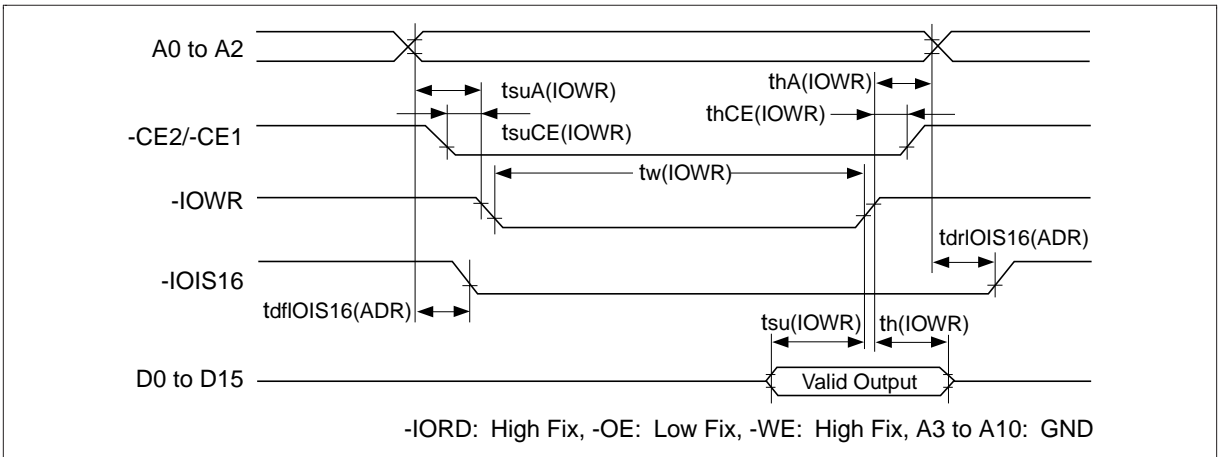 A0 to A2
tsuA(IOWR)
thA(IOWR)
tsuCE(IOWR)
thCE(IOWR)
-CE2/-CE1
tw(IOWR)
-IOWR
tdrIOIS16(ADR)
-IOIS16
tdfIOIS16(ADR)
tsu(IOWR)
th(IOWR)
D0 to D15
Valid Output
-IORD: High Fix, -OE: Low Fix, -WE: High Fix, A3 to A10: GND